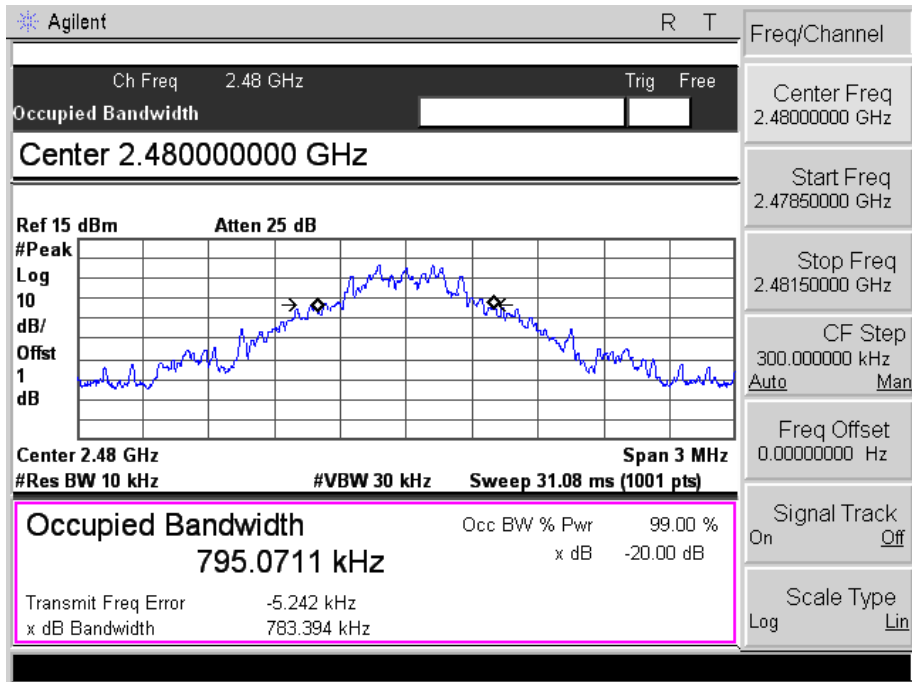 Agilent R T
Ch Freq 2.48 GHz Trig Free
Occupied Bandwidth
Center 2.480000000 GHz
Ref 15 dBm Atten 25 dB
#Peak
Log
10
dB/
Offst
1
dB
Center 2.48 GHz Span 3 MHz
#Res BW 10 kHz #VBW 30 kHz Sweep 31.08 ms (1001 pts)
Occupied Bandwidth Occ BW % Pwr 99.00 %
795.0711 kHz x dB -20.00 dB
Transmit Freq Error -5.242 kHz
x dB Bandwidth 783.394 kHz
Freq/Channel
Center Freq
2.48000000 GHz
Start Freq
2.47850000 GHz
Stop Freq
2.48150000 GHz
CF Step
300.000000 kHz
Auto Man
Freq Offset
0.00000000 Hz
Signal Track
On Off
Scale Type
Log Lin